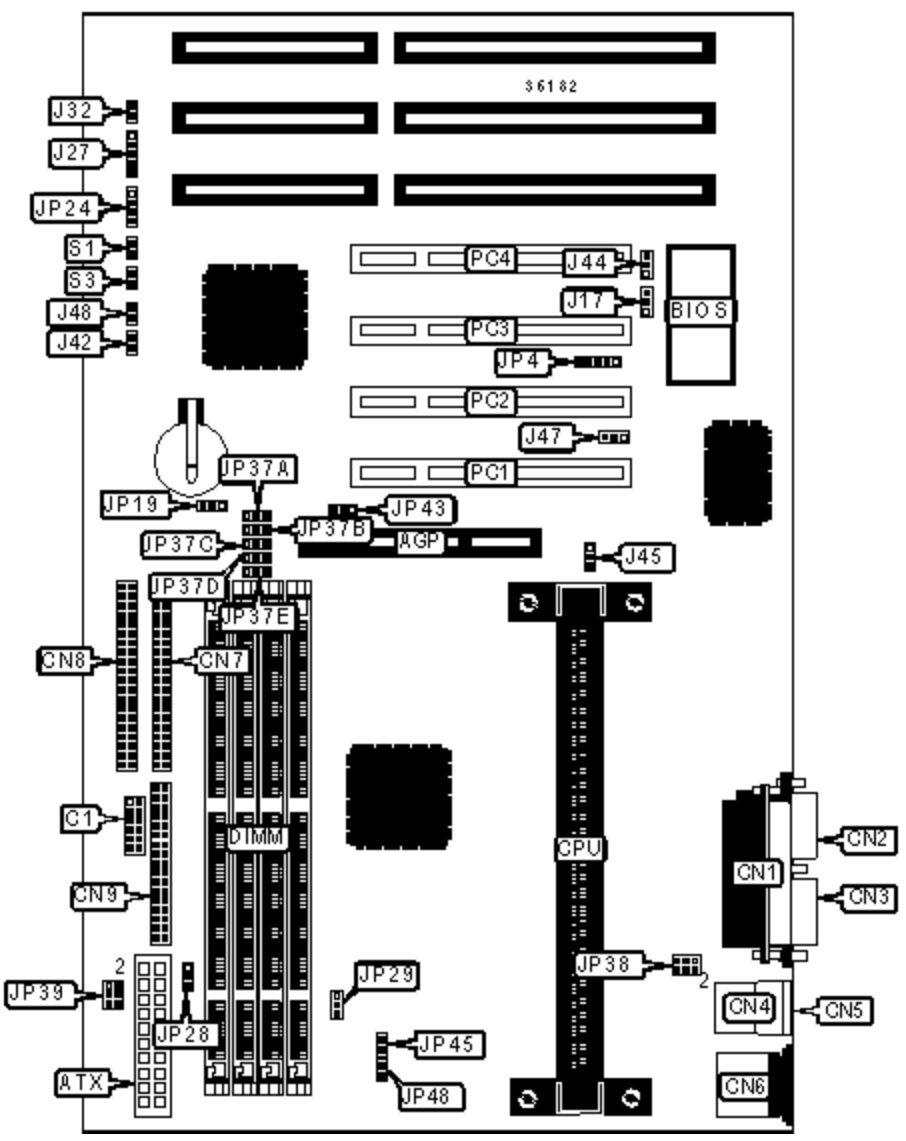 36182
J32
J27
JP24
S1
PC4
J44
S3
J17
BIOS
J48
PC3
J42
JP4
PC2
J47
JP37A
PC1
JP19
JP43
JP37B
JP37C
AGP
J45
JP37D
JP37E
CN8
CN7
C1
DIMM
CPU
CN2
CN1
CN9
CN3
2
JP38
2
JP29
JP39
CN4
CN5
JP28
JP45
ATX
CN6
JP48